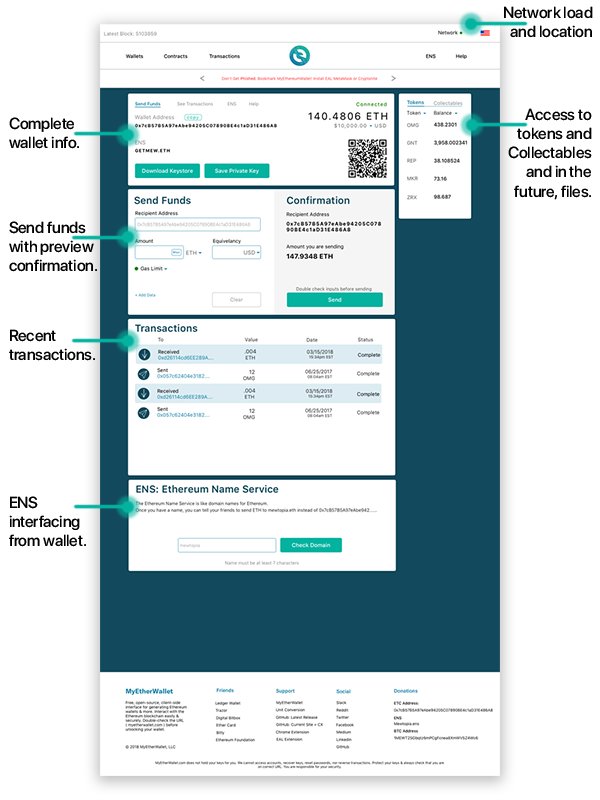 Network load
and location
Latest Block: 5103859
Network
Wallets
Contracts
Transactions
ENS
Help
Don't Get Phished. Bookmark MyEtherWallet! Install EAL Metamask or Cryptonite
Complete
wallet info.
Send Funds
See Transactions
ENS
Help
Connected
Wallet Address
140.4806 ETH
0x7cB57B5A97eAbe94205C07890BE4c1aD31E486A8
$10,000.00 USD
ENS
GETMEW.ETH
Download Keystore
Save Private Key
Tokens
Collectables
Token
Balance
OMG 438.2301
GNT 3,958.002341
REP 38.108524
MKR 73.16
ZRX 98.687
Access to
tokens and
Collectables
and in the
future, files.
Send funds
with preview
confirmation.
Send Funds
Recipient Address
0x7cB57B5A97eAbe94205C07890BE4c1aD31E486A8
Amount
Equivelancy
ETH
USD
Gas Limit
+ Add Data
Clear
Confirmation
Recipient Address
0x7cB57B5A97eAbe94205C078
90BE4c1aD31E486A8
Amount you are sending
147.9348 ETH
Double check inputs before sending
Send
Recent
transactions.
Transactions
To
Value
Date
Status
Received
0xd26114cd6EE289A...
.004
ETH
03/15/2018
15:34pm EST
Complete
Sent
0x057c62404e3182....
12
OMG
06/25/2017
08:04am EST
Complete
Received
0xd26114cd6EE289A...
.004
ETH
03/15/2018
15:34pm EST
Complete
Sent
0x057c62404e3182....
12
OMG
06/25/2017
08:04am EST
Complete
ENS
interfacing
from wallet.
ENS: Ethereum Name Service
The Ethereum Name Service is like domain names for Ethereum.
Once you have a name, you can tell your friends to send ETH to mewtopia.eth instead of 0x7cB57B5A97eAbe942......
mewtopia
Check Domain
Name must be at least 7 characters
MyEtherWallet
Free, open-source, client-side
interface for generating Ethereum
wallets & more. Interact with the
Ethereum blockchain easily &
securely. Double-check the URL
( myetherwallet.com ) before
unlocking your wallet.
© 2018 MyEtherWallet, LLC
Friends
Ledger Wallet
Trezor
Digital Bitbox
Ether Card
Bitly
Ethereum Foundation
Support
MyEtherWallet
Unit Conversion
GitHub: Latest Release
GitHub: Current Site + CX
Chrome Extension
EAL Extension
Social
Slack
Reddit
Twitter
Facebook
Medium
LinkedIn
GitHub
Donations
ETC Address:
ENS
Mewtopia.eth
BTC Address
MyEtherWallet.com does not hold your keys for you. We cannot access accounts, recover keys, reset passwords, nor reverse transactions. Protect your keys & always check that you are
on correct URL. You are responsible for your security.